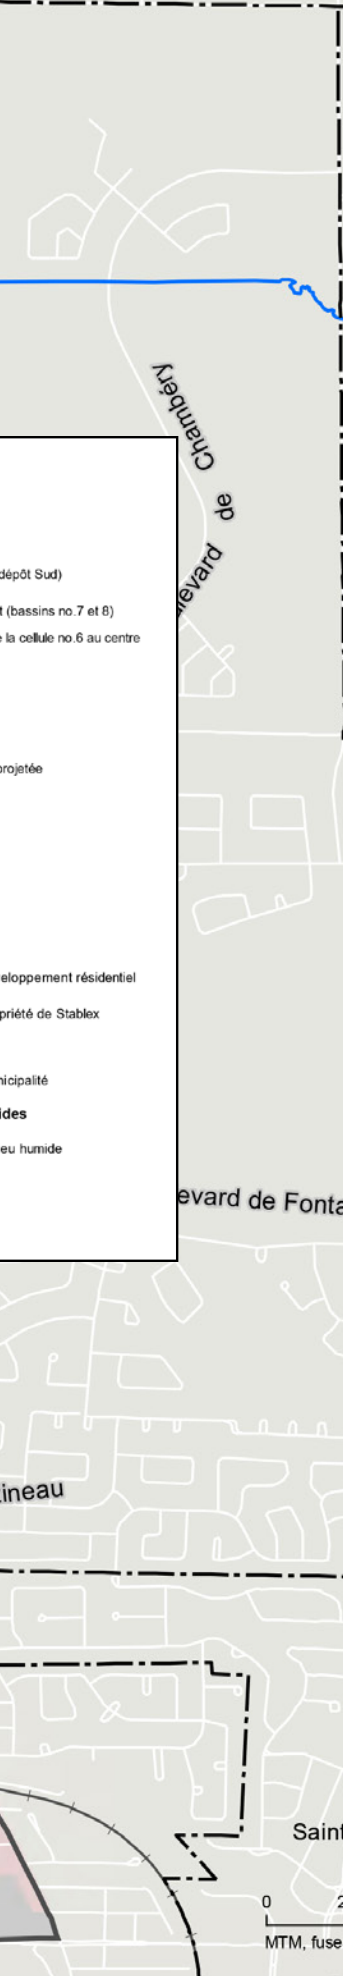 Chambéry
de
levard
dépôt Sud)
t (bassins no.7 et 8)
e la cellule no.6 au centre
projetée
eloppement résidentiel
priété de Stablex
nicipalité
ides
eu humide
evard de Fonta
ineau
Saint
0 2
MTM, fuse